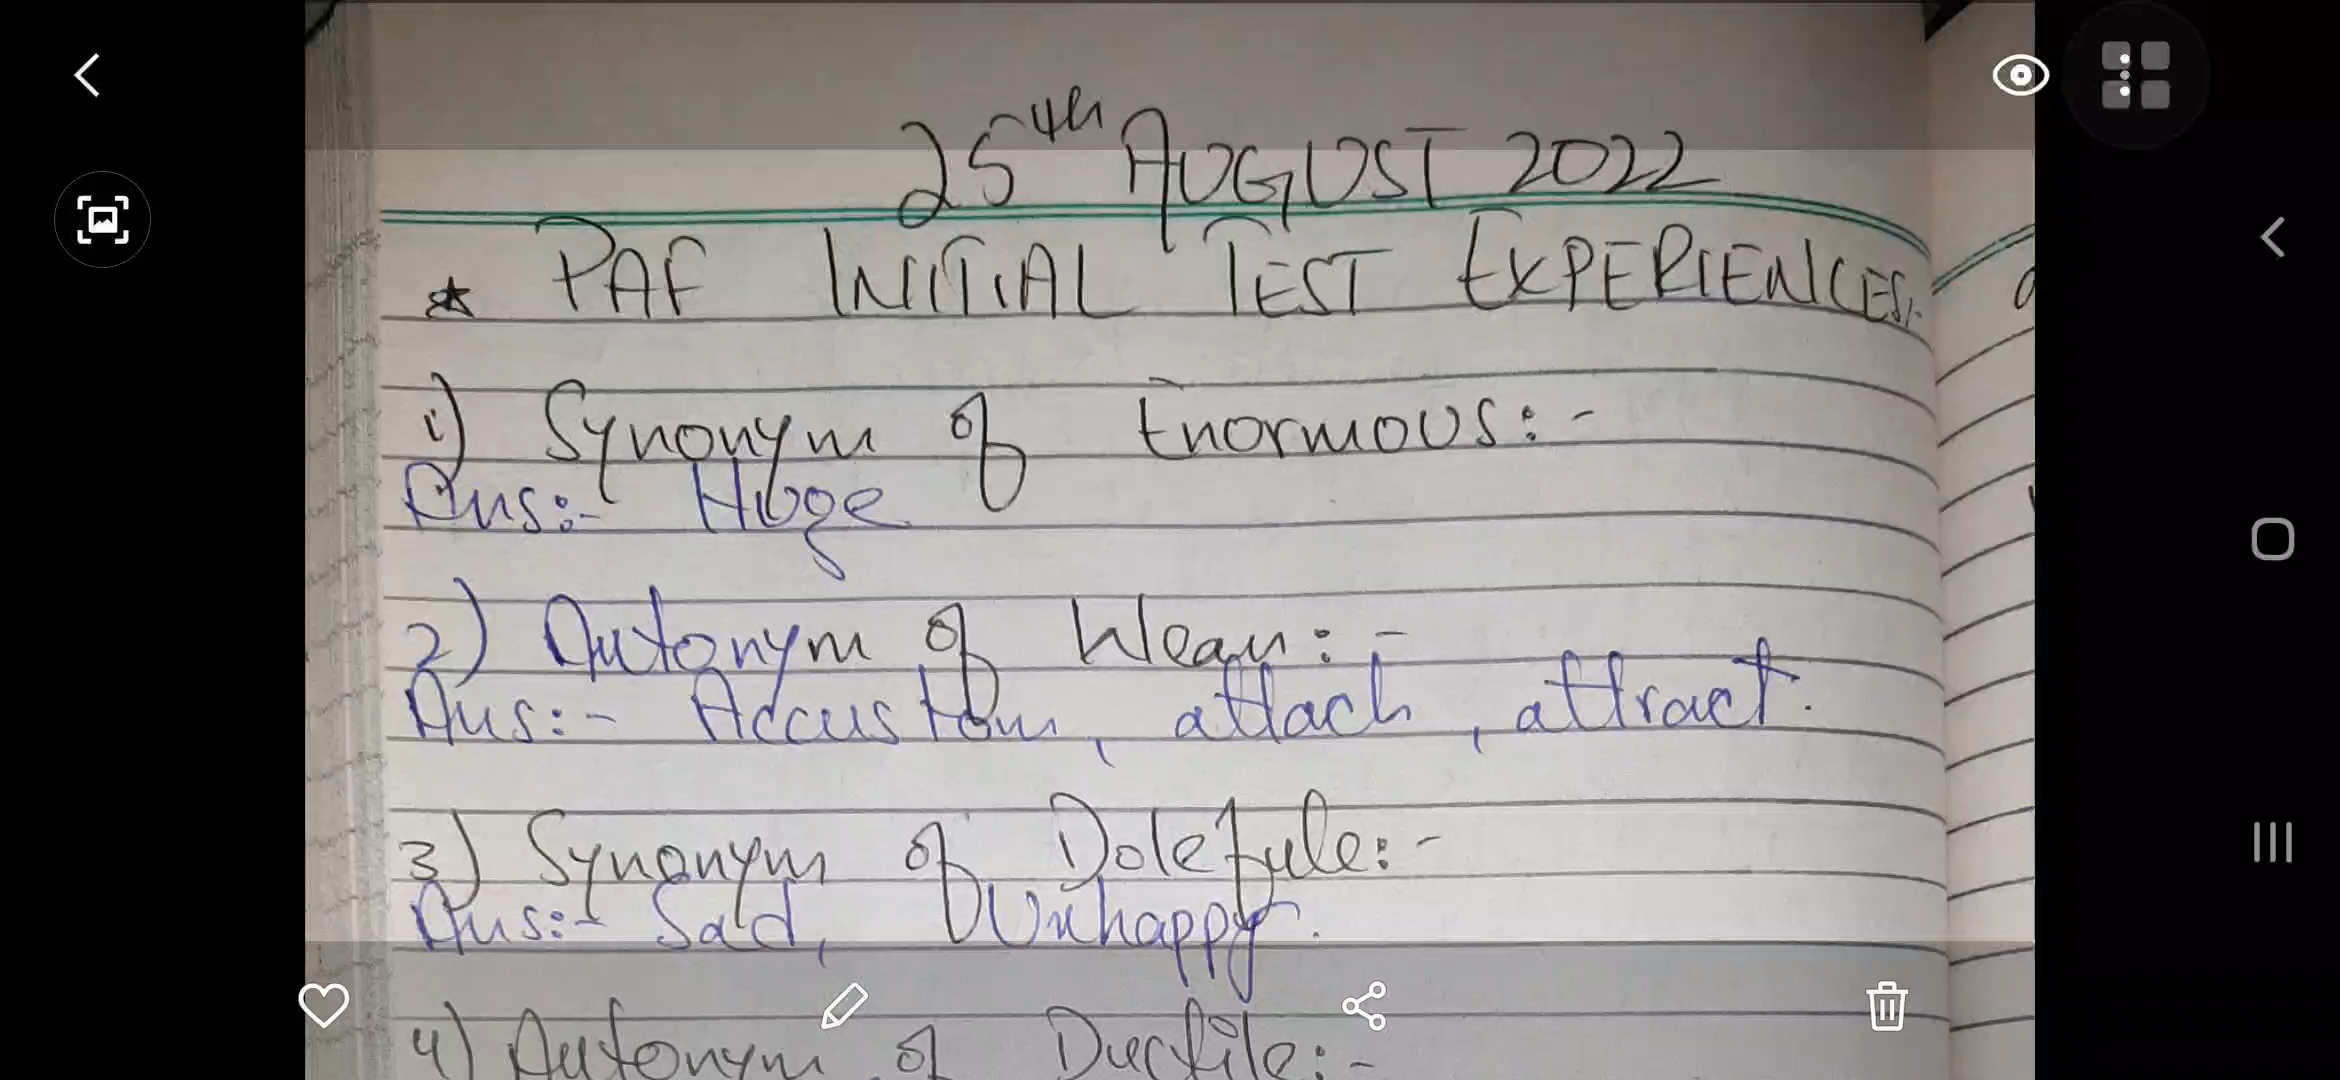 25th AUGUST 2022
PAF INITIAL TEST EXPERIENCES:
1) Synonym of Enormous:-
Ans:- Huge
2) Antonym of Wean:-
Ans:- Accustom, attach, attract.
3) Synonym of Dolefule:-
Ans:- Sad, Unhappy.
4) Antonym of Ductile:-